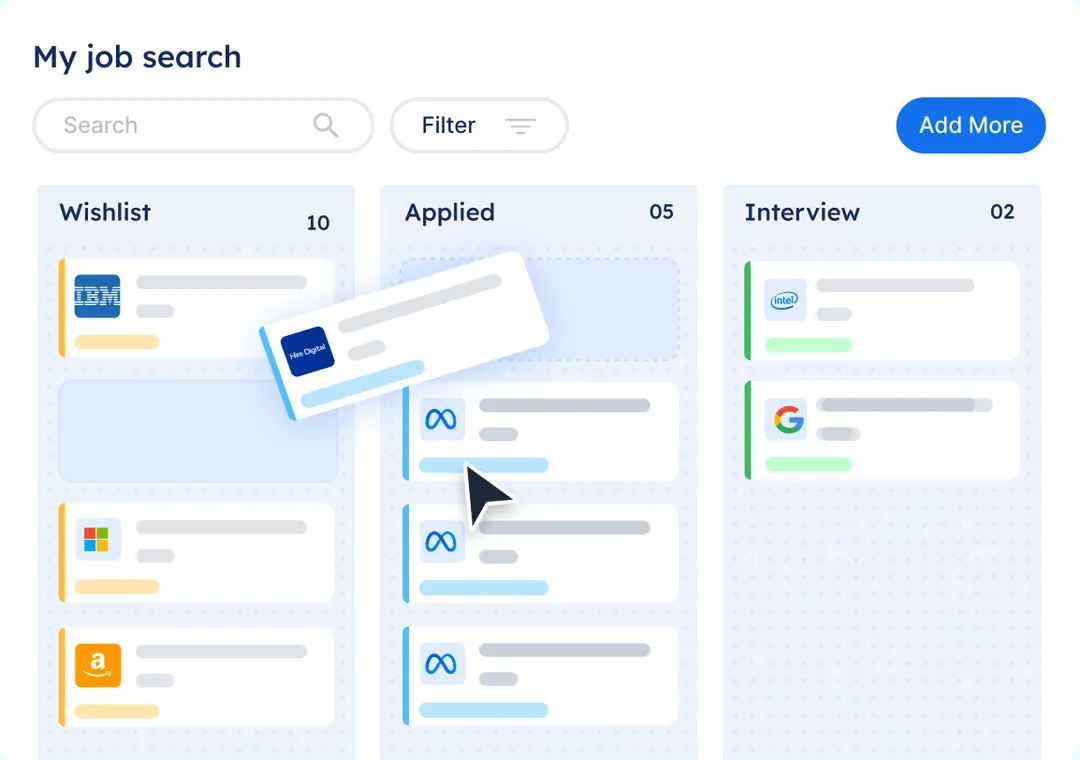 My job search
Search
Filter
Add More
Wishlist
10
Applied
05
Interview
02
IBM
Hire Digital
intel
G
a